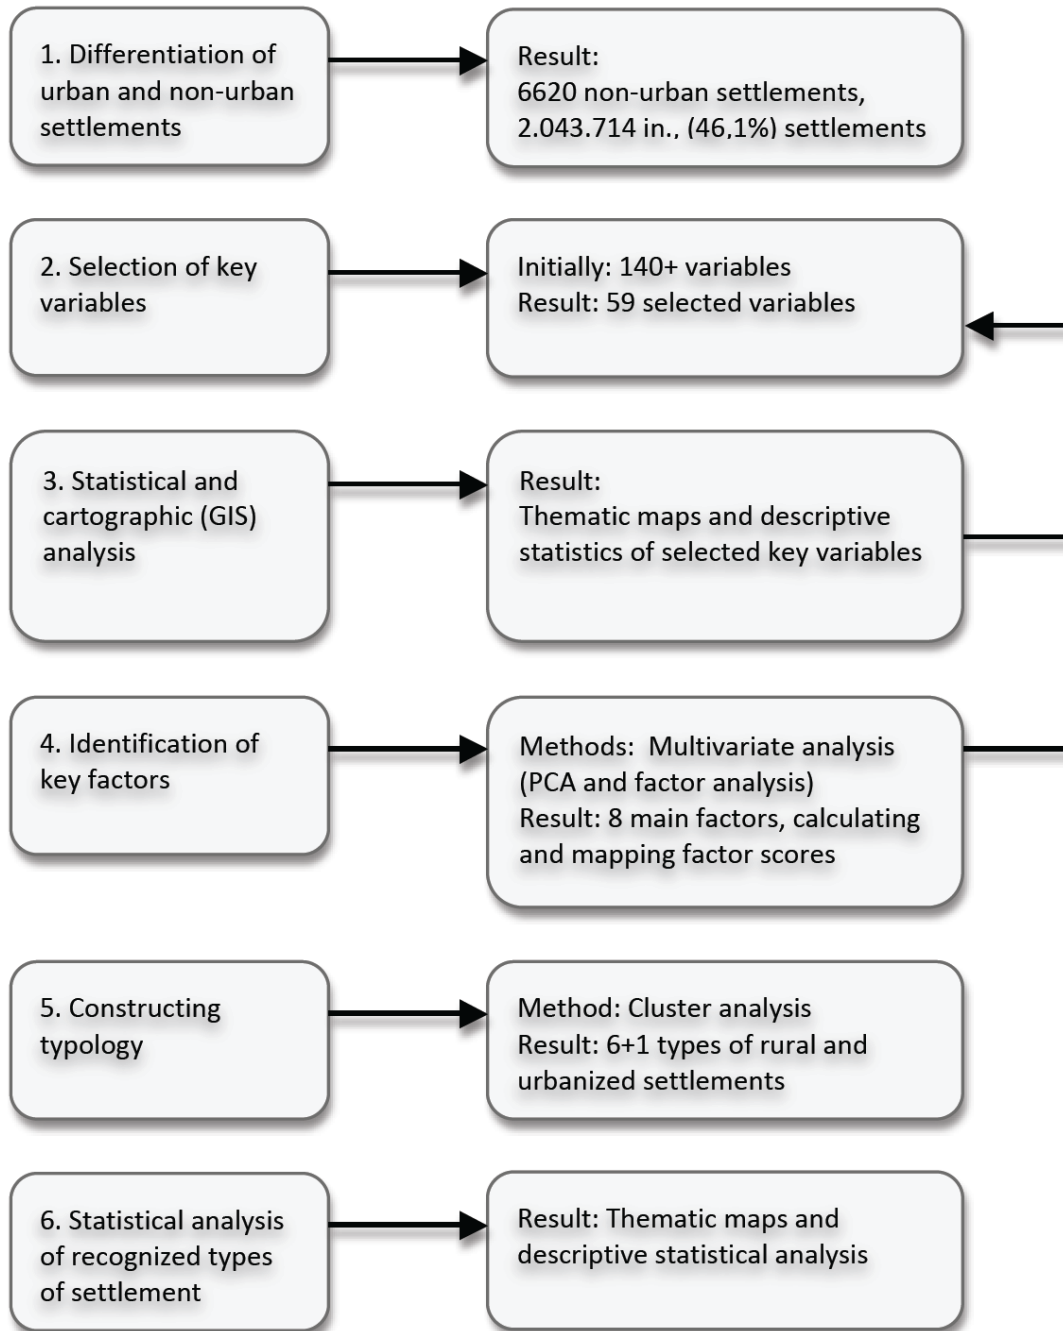 1. Differentiation of
urban and non-urban
settlements
Result:
6620 non-urban settlements,
2.043.714 in., (46,1%) settlements
2. Selection of key
variables
Initially: 140+ variables
Result: 59 selected variables
3. Statistical and
cartographic (GIS)
analysis
Result:
Thematic maps and descriptive
statistics of selected key variables
4. Identification of
key factors
Methods:  Multivariate analysis
(PCA and factor analysis)
Result: 8 main factors, calculating
and mapping factor scores
5. Constructing
typology
Method: Cluster analysis
Result: 6+1 types of rural and
urbanized settlements
6. Statistical analysis
of recognized types
of settlement
Result: Thematic maps and
descriptive statistical analysis